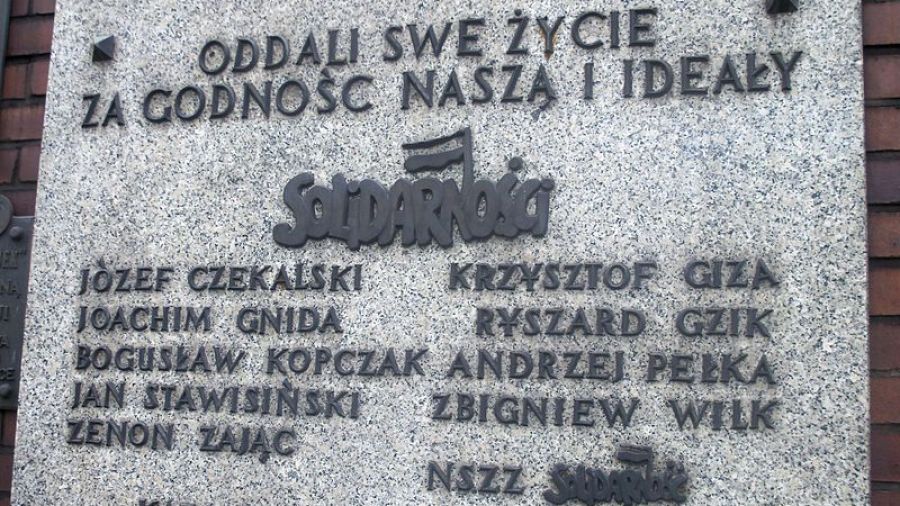 ODDALI SWE ŻYCIE
ZA GODNOŚC NASZĄ I IDEAŁY
SOLIDARNOŚCI
JÒZEF CZEKALSKI KRZYSZTOF GIZA
JOACHIM GNIDA RYSZARD GZIK
BOGUSŁAW KOPCZAK ANDRZEJ PEŁKA
JAN STAWISIŃSKI ZBIGNIEW WILK
ZENON ZAJĄC
NSZZ SOLIDARNOŚĆ